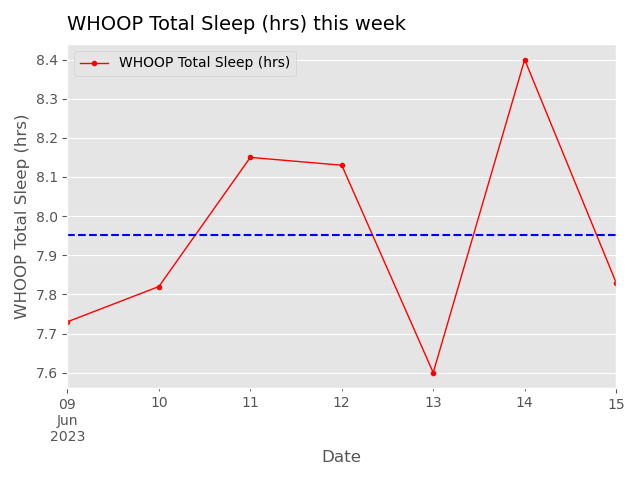 WHOOP Total Sleep (hrs) this week
WHOOP Total Sleep (hrs)
WHOOP Total Sleep (hrs)
8.4
8.3
8.2
8.1
8.0
7.9
7.8
7.7
7.6
09 10 11 12 13 14 15
Jun
2023
Date